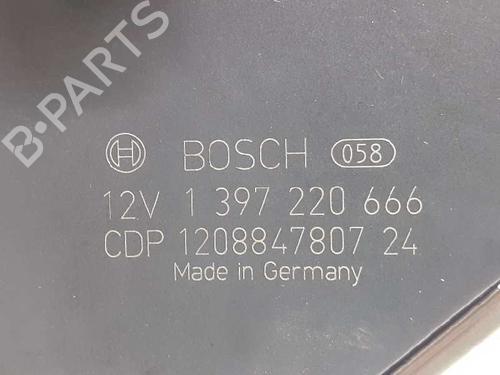 B-PARTS
BOSCH 058
12V 1 397 220 666
CDP 1208847807 24
Made in Germany